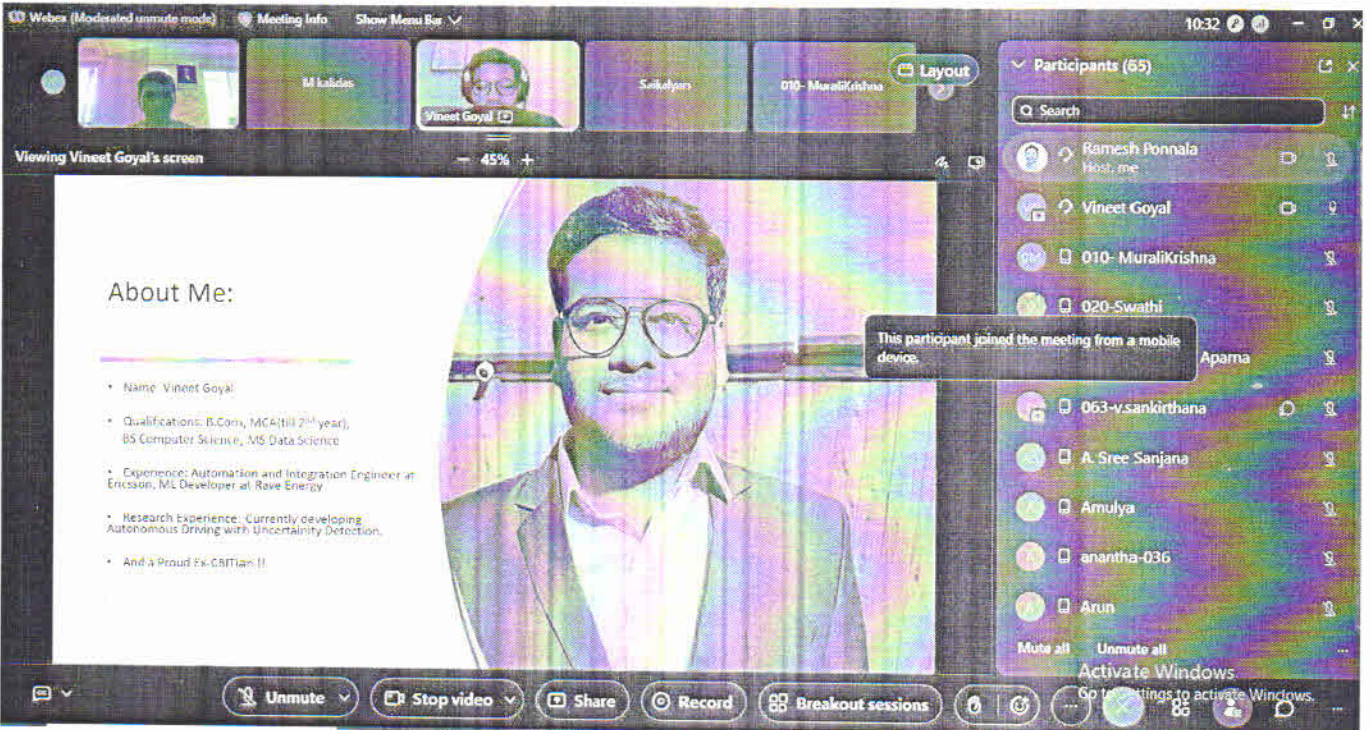 Webex (Moderated unmute mode) Meeting Info Show Menu Bar
10:32
M kalidas
Vineet Goyal
Saikalyan
010- MuraliKrishna
Layout
Viewing Vineet Goyal's screen
45%
About Me:
• Name: Vineet Goyal
• Qualifications: B.Com, MCA(till 2nd year),
BS Computer Science, MS Data Science
• Experience: Automation and Integration Engineer at
Ericsson, ML Developer at Rave Energy
• Research Experience: Currently developing
Autonomous Driving with Uncertainity Detection.
• And a Proud Ex-CBITian !!
Participants (65)
Search
Ramesh Ponnala
Host, me
Vineet Goyal
010- MuraliKrishna
020-Swathi
This participant joined the meeting from a mobile
device.
Aparna
063-v.sankirthana
A. Sree Sanjana
Amulya
anantha-036
Arun
Mute all Unmute all
Activate Windows
Go to Settings to activate Windows.
Unmute
Stop video
Share
Record
Breakout sessions